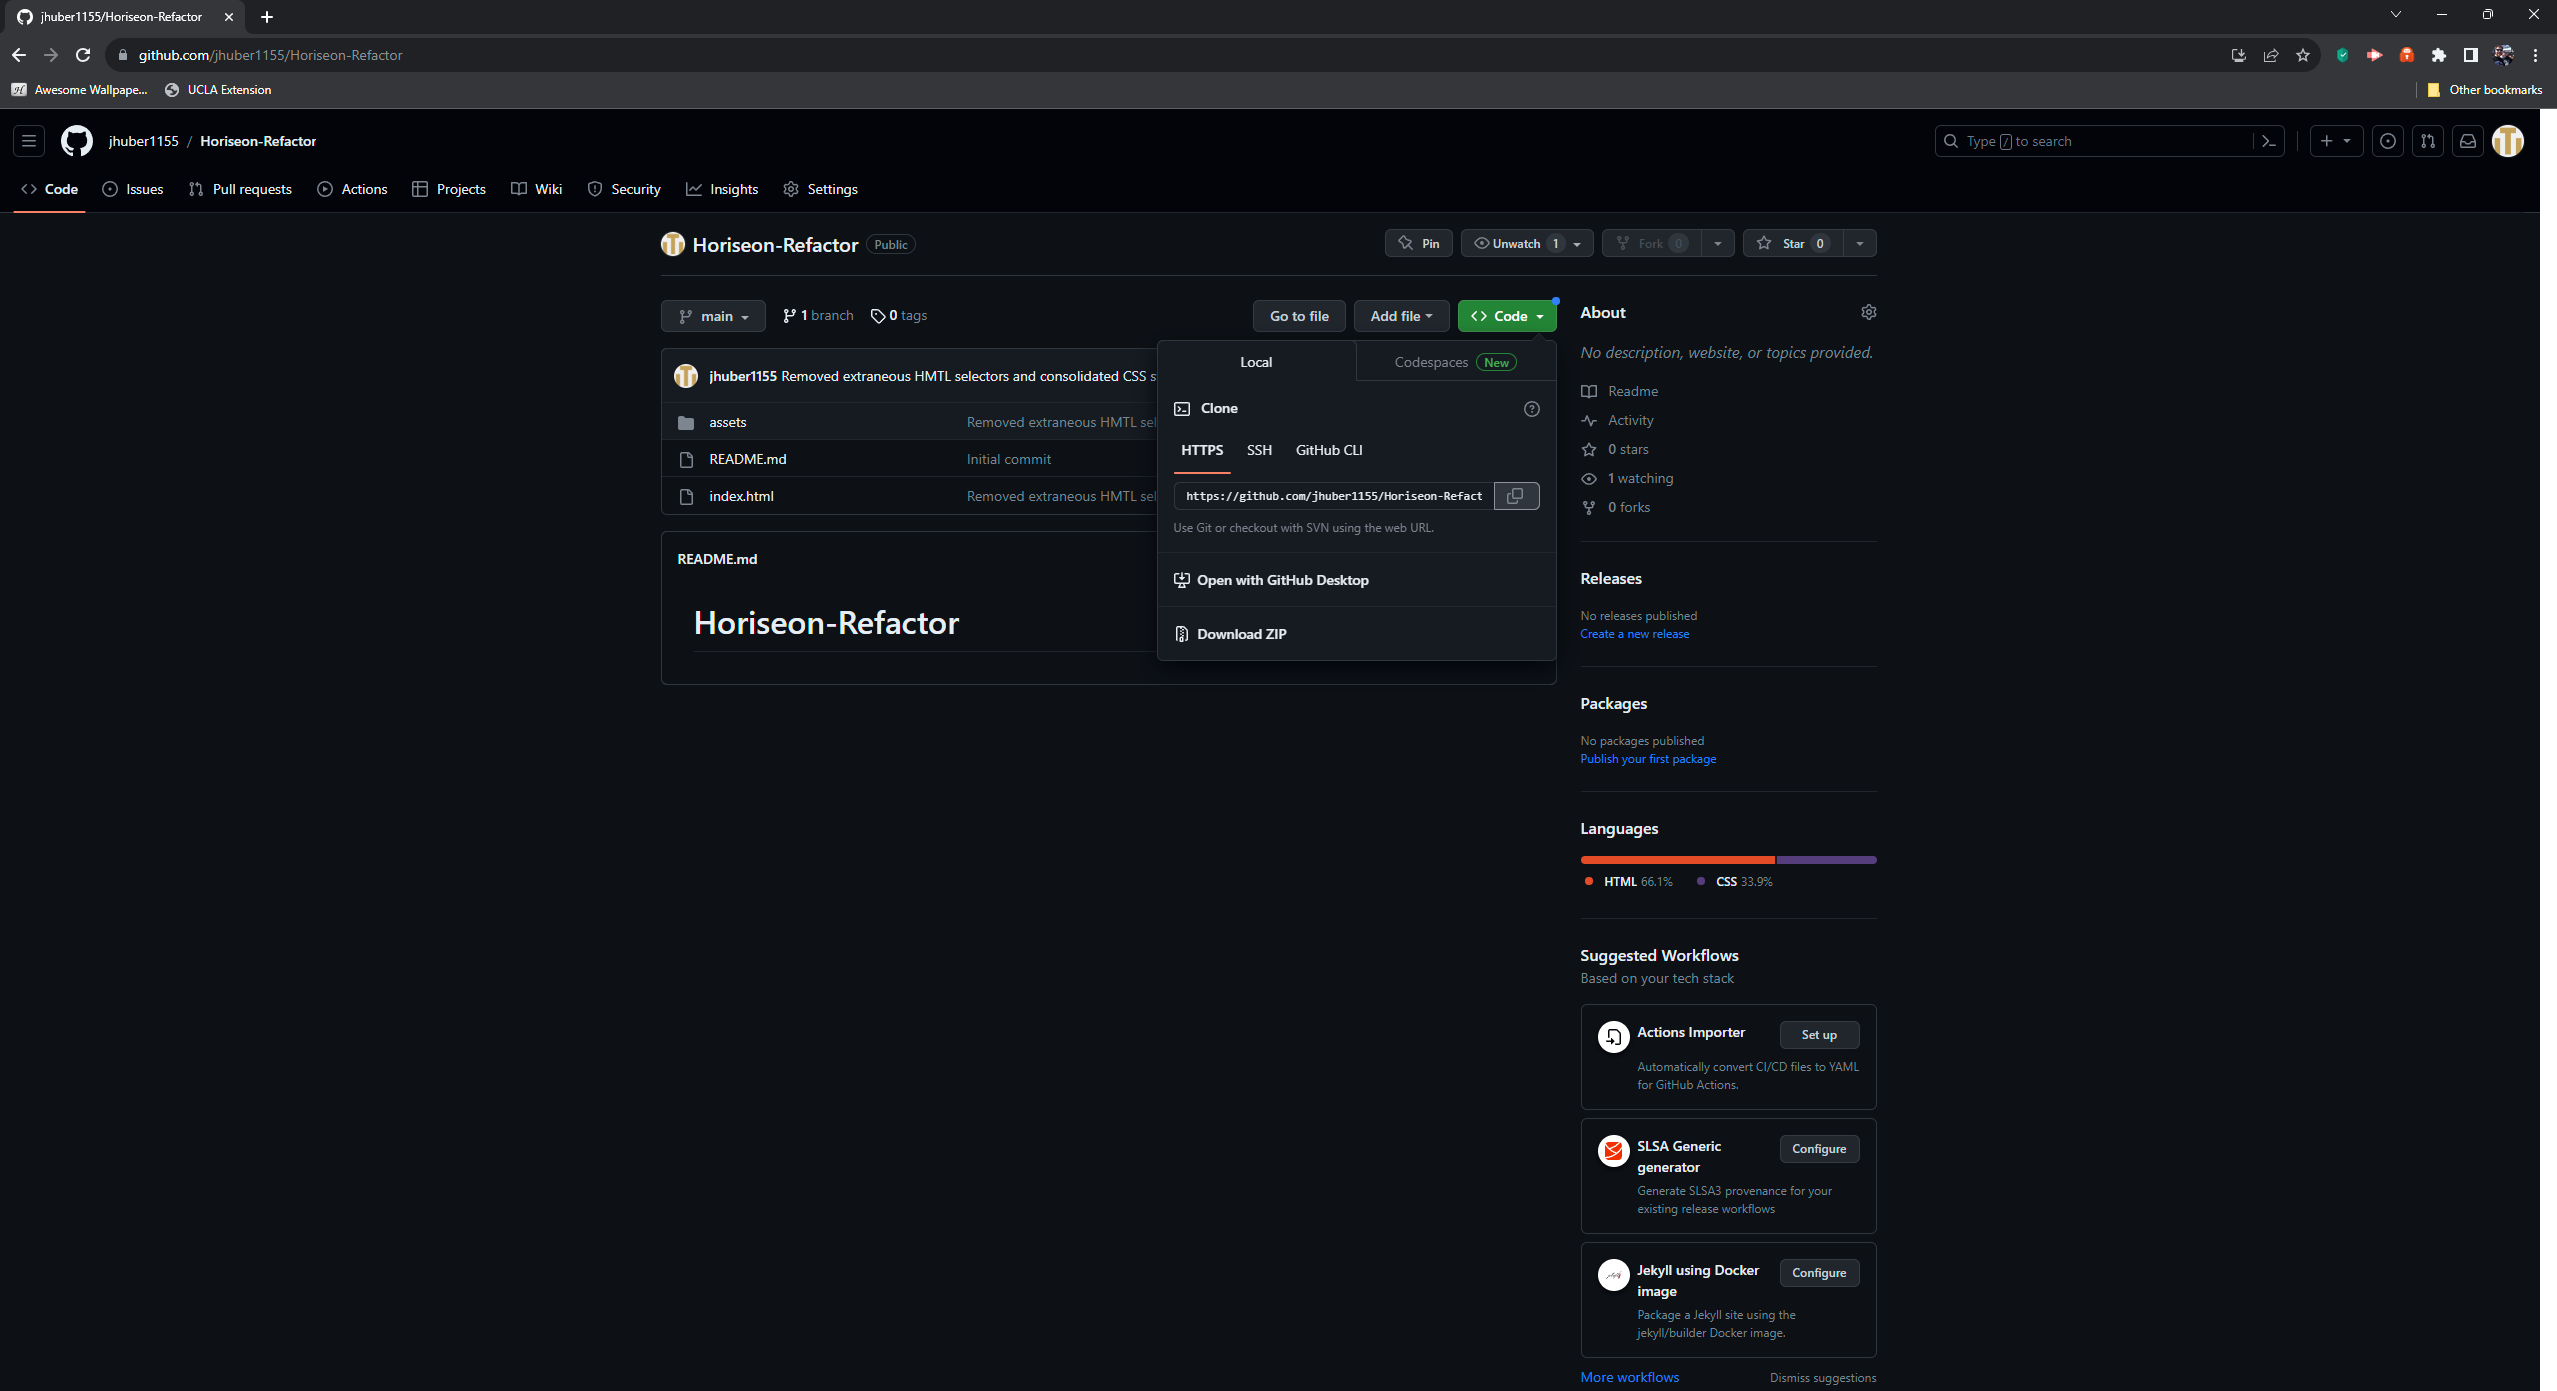 jhuber1155/Horiseon-Refactor
github.com/jhuber1155/Horiseon-Refactor
Awesome Wallpape...
UCLA Extension
Other bookmarks
jhuber1155 / Horiseon-Refactor
Type / to search
Code
Issues
Pull requests
Actions
Projects
Wiki
Security
Insights
Settings
Horiseon-Refactor Public
Pin
Unwatch 1
Fork 0
Star 0
main
1 branch
0 tags
Go to file
Add file
Code
jhuber1155 Removed extraneous HMTL selectors and consolidated CSS s
assets Removed extraneous HMTL sel
README.md Initial commit
index.html Removed extraneous HMTL sel
Local
Codespaces New
Clone
HTTPS SSH GitHub CLI
https://github.com/jhuber1155/Horiseon-Refact
Use Git or checkout with SVN using the web URL.
Open with GitHub Desktop
Download ZIP
README.md
Horiseon-Refactor
About
No description, website, or topics provided.
Readme
Activity
0 stars
1 watching
0 forks
Releases
No releases published
Create a new release
Packages
No packages published
Publish your first package
Languages
HTML 66.1% CSS 33.9%
Suggested Workflows
Based on your tech stack
Actions Importer
Set up
Automatically convert CI/CD files to YAML
for GitHub Actions.
SLSA Generic
generator
Configure
Generate SLSA3 provenance for your
existing release workflows
Jekyll using Docker
image
Configure
Package a Jekyll site using the
jekyll/builder Docker image.
More workflows
Dismiss suggestions